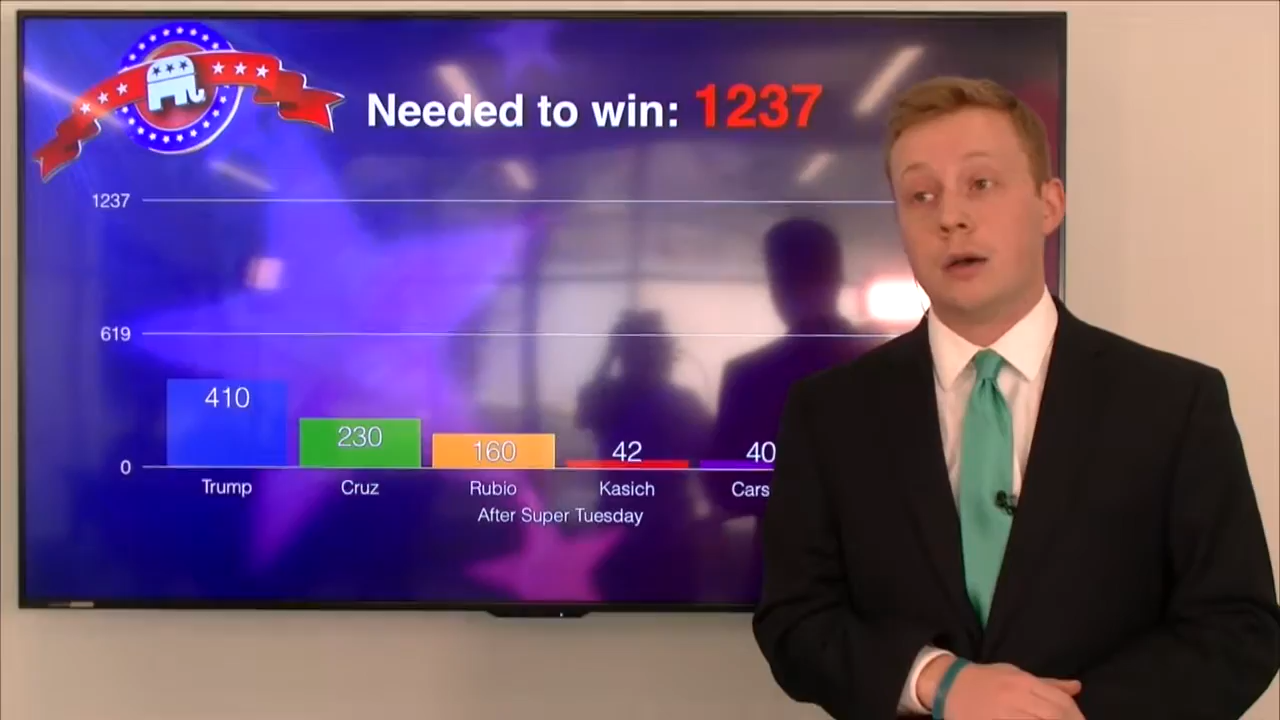 Needed to win: 1237
1237
619
410
230
160
42
40
0
Trump
Cruz
Rubio
Kasich
Cars
After Super Tuesday